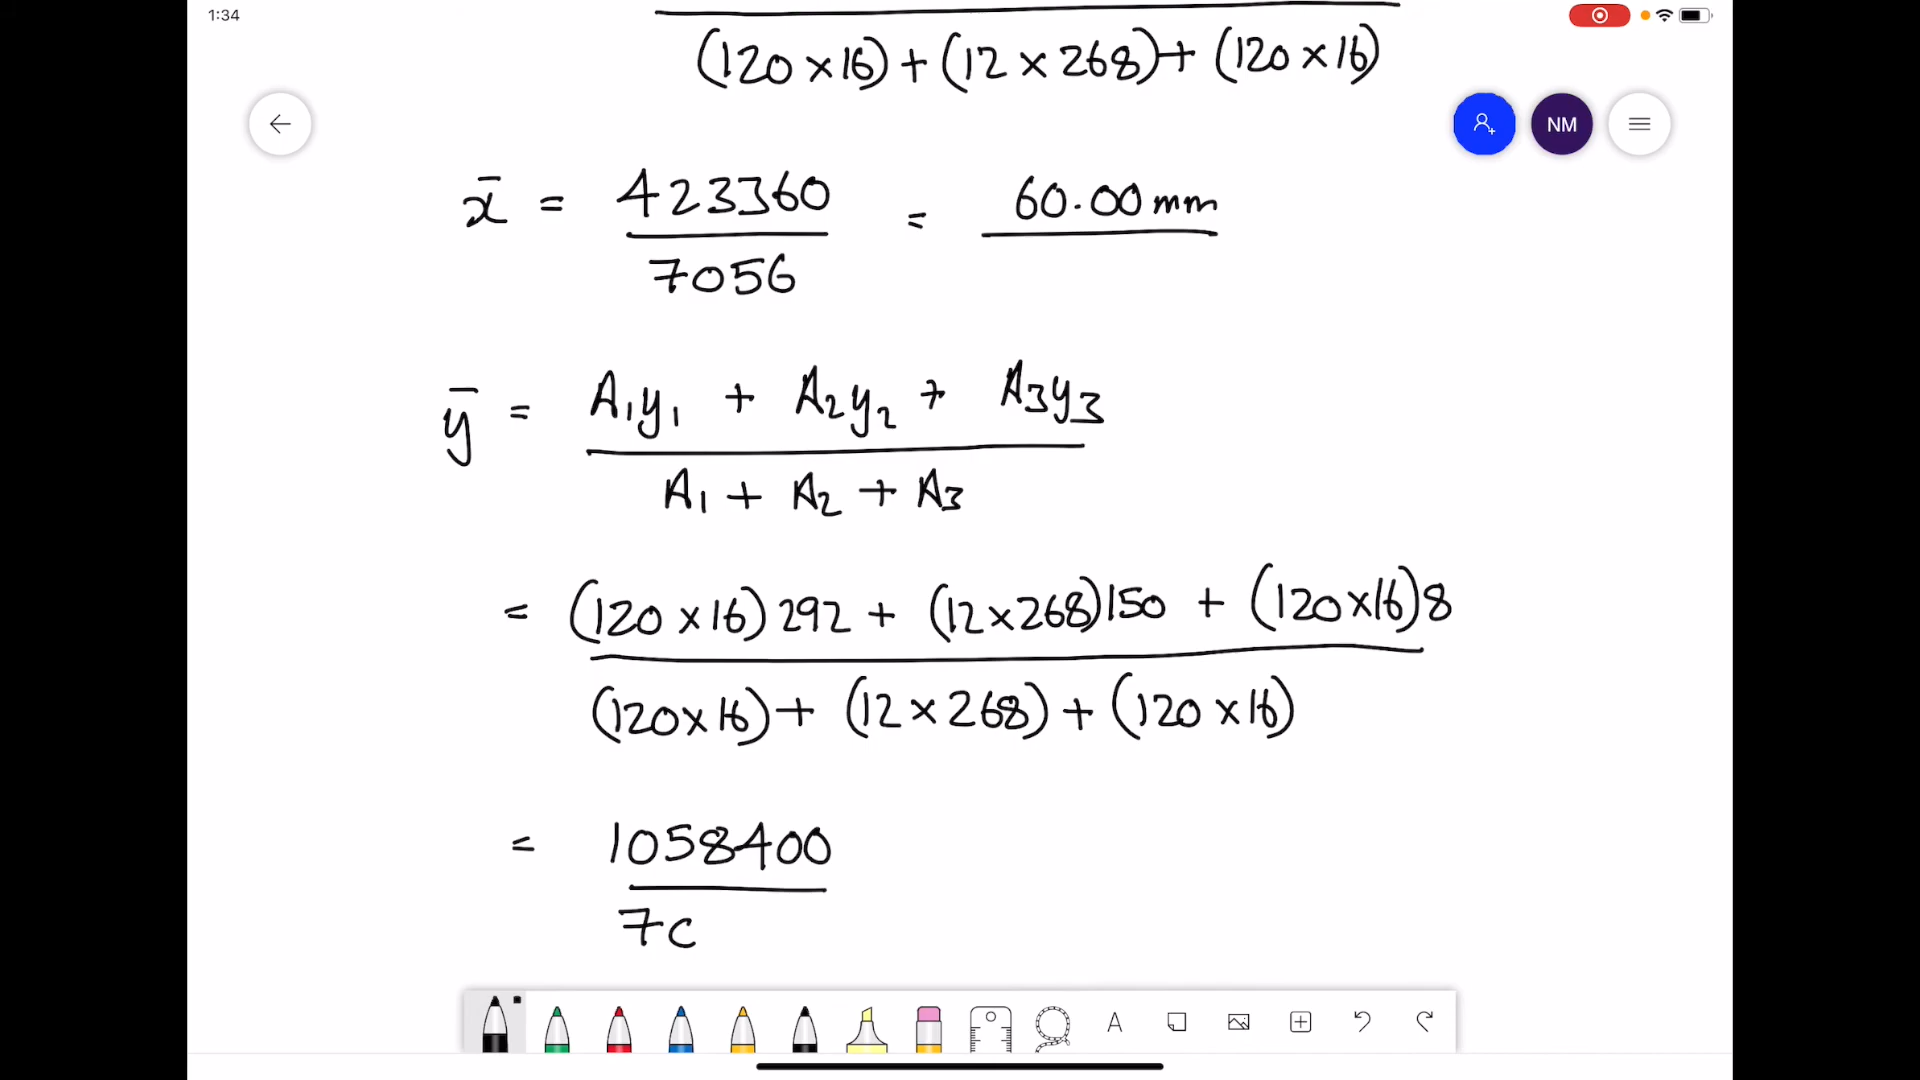 1:34
(120 × 16) + (12 × 268) + (120 × 16)
NM
x̄ = 423360 / 7056 = 60.00 mm
ȳ = A₁y₁ + A₂y₂ + A₃y₃
A₁ + A₂ + A₃
= (120 × 16) 292 + (12 × 268) 150 + (120 × 16) 8
(120 × 16) + (12 × 268) + (120 × 16)
= 1058400
7c
A